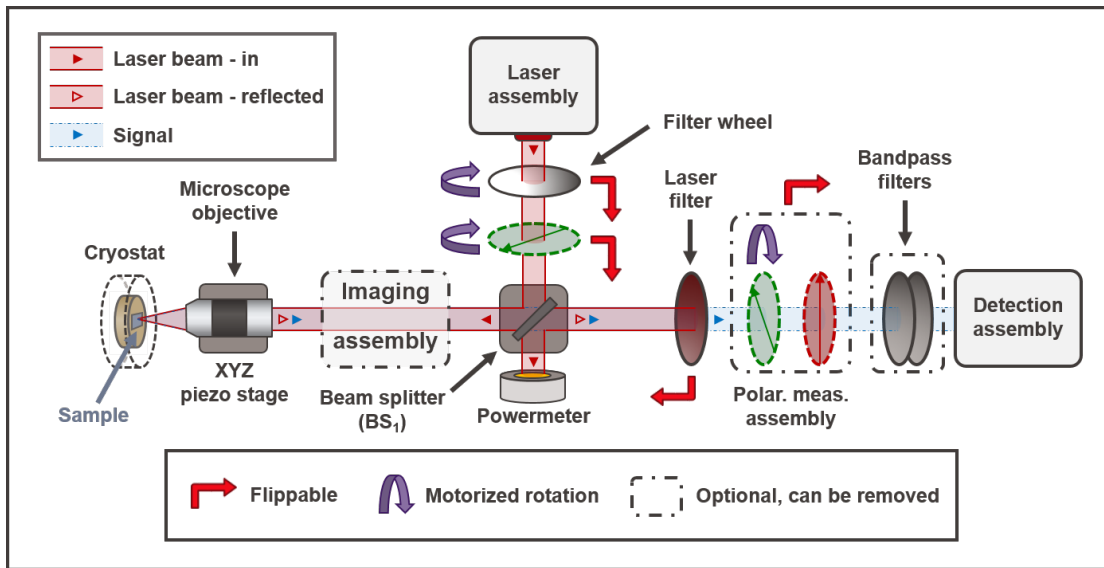 Laser beam - in
Laser beam - reflected
Signal
Laser
assembly
Filter wheel
Microscope
objective
Laser
filter
Bandpass
filters
Cryostat
Imaging
assembly
Detection
assembly
Sample
XYZ
piezo stage
Beam splitter
(BS₁)
Powermeter
Polar. meas.
assembly
Flippable
Motorized rotation
Optional, can be removed